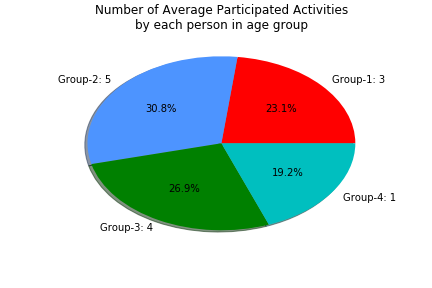 Number of Average Participated Activities
by each person in age group
Group-2: 5
Group-1: 3
30.8%
23.1%
26.9%
19.2%
Group-4: 1
Group-3: 4